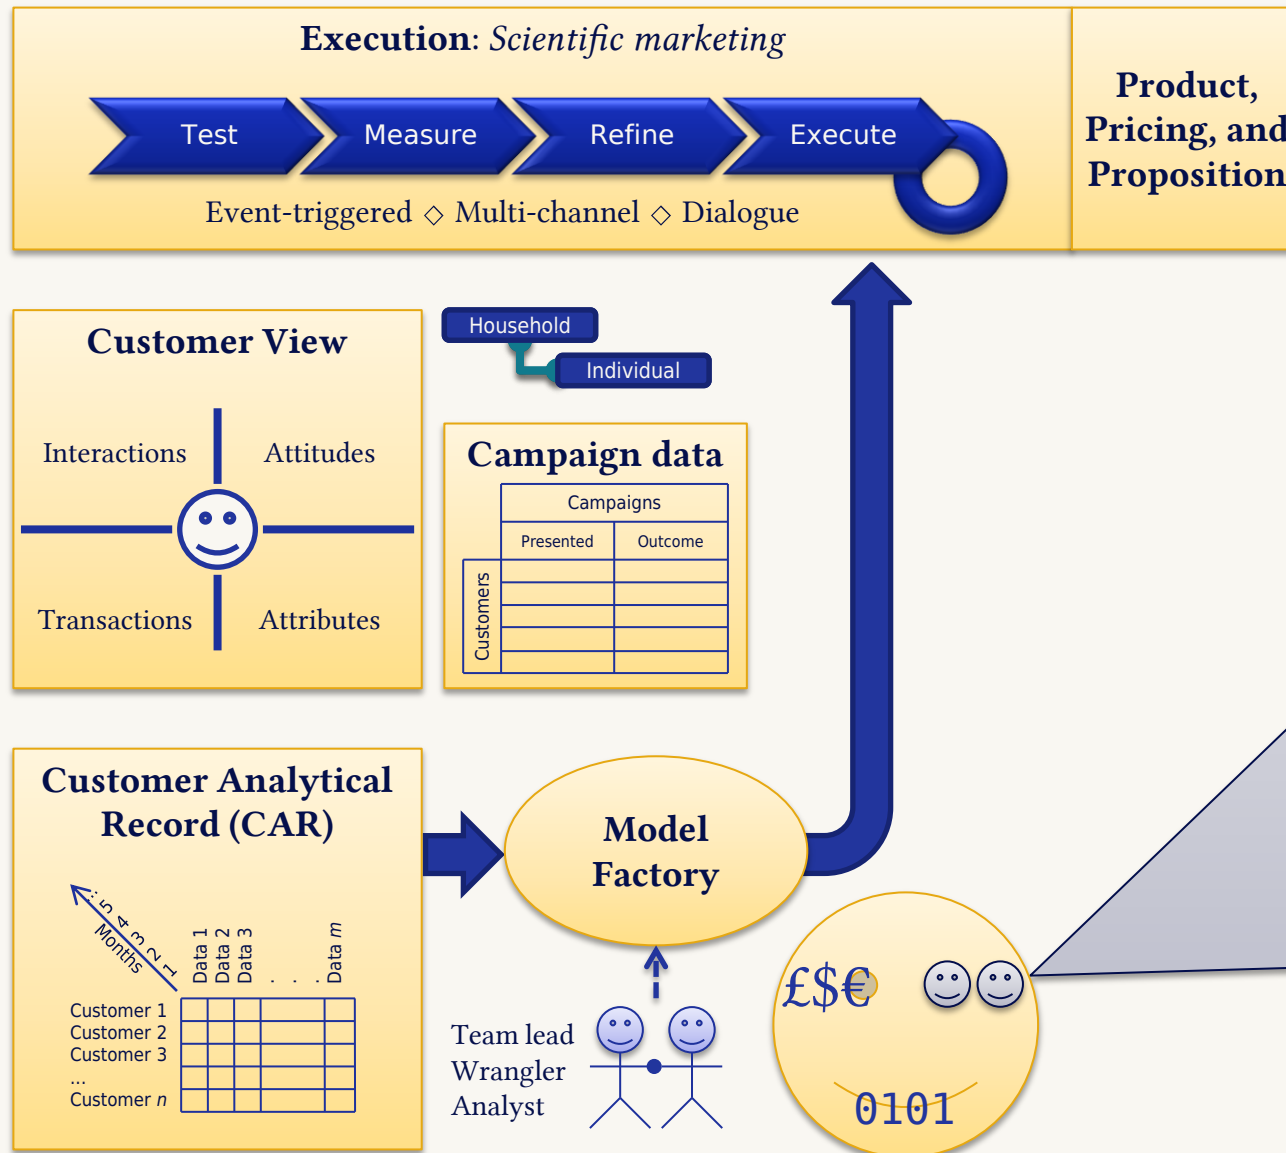 Execution: Scientific marketing
Test
Measure
Refine
Execute
Event-triggered ◇ Multi-channel ◇ Dialogue
Product,
Pricing, and
Proposition
Customer View
Interactions
Attitudes
Transactions
Attributes
Household
Individual
Campaign data
Campaigns
Presented
Outcome
Customers
Customer Analytical
Record (CAR)
1 2 3 4 5 ...
Months
Data 1
Data 2
Data 3
. . .
Data m
Customer 1
Customer 2
Customer 3
...
Customer n
Model
Factory
Team lead
Wrangler
Analyst
£$€
0101